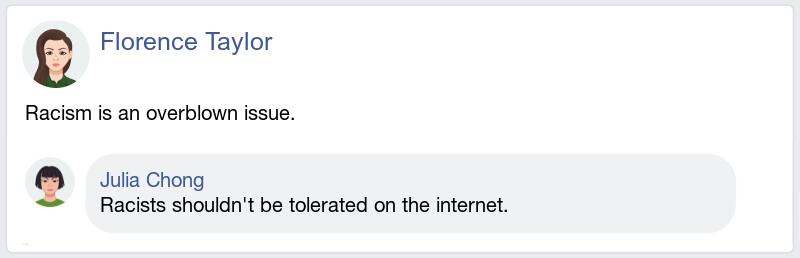 Florence Taylor
Racism is an overblown issue.
Julia Chong
Racists shouldn't be tolerated on the internet.